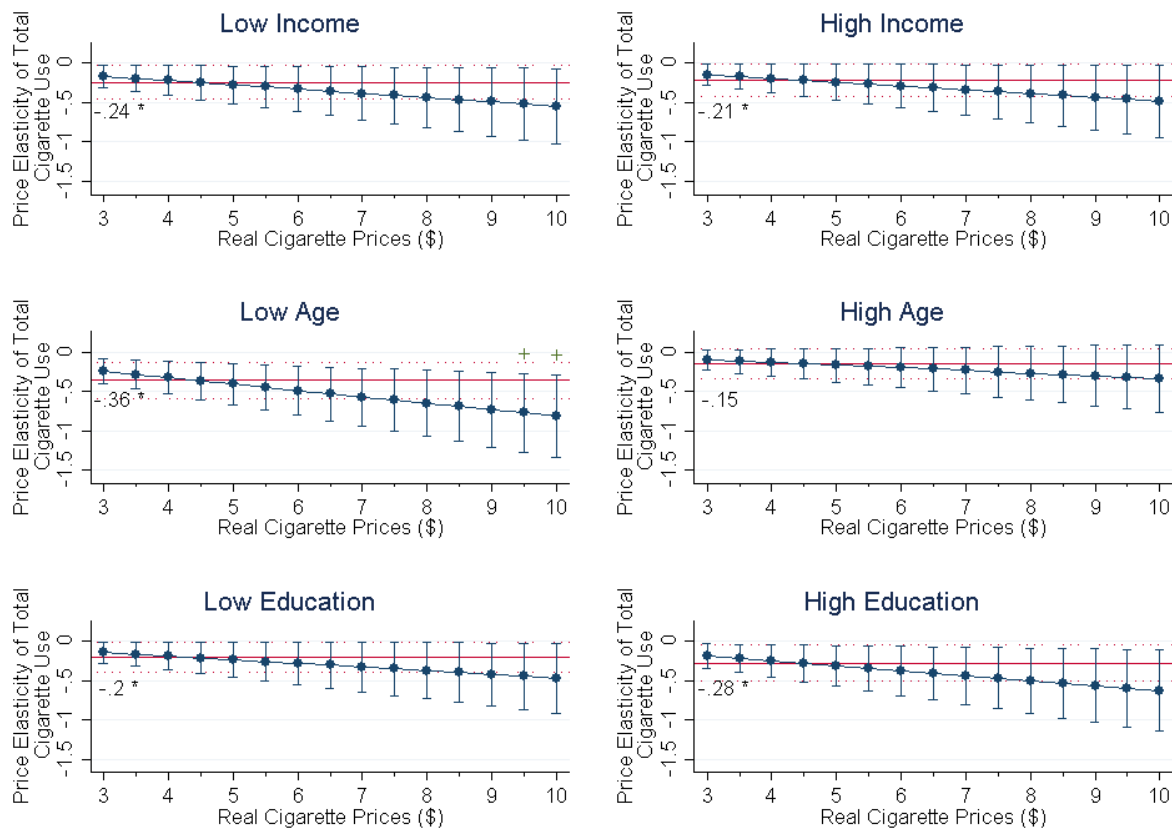 Low Income
Price Elasticity of Total
Cigarette Use
0
-.5
-1
-1.5
-.24 *
3 4 5 6 7 8 9 10
Real Cigarette Prices ($)
High Income
Price Elasticity of Total
Cigarette Use
0
-.5
-1
-1.5
-.21 *
3 4 5 6 7 8 9 10
Real Cigarette Prices ($)
Low Age
Price Elasticity of Total
Cigarette Use
0
-.5
-1
-1.5
+ +
-.36 *
3 4 5 6 7 8 9 10
Real Cigarette Prices ($)
High Age
Price Elasticity of Total
Cigarette Use
0
-.5
-1
-1.5
-.15
3 4 5 6 7 8 9 10
Real Cigarette Prices ($)
Low Education
Price Elasticity of Total
Cigarette Use
0
-.5
-1
-1.5
-.2 *
3 4 5 6 7 8 9 10
Real Cigarette Prices ($)
High Education
Price Elasticity of Total
Cigarette Use
0
-.5
-1
-1.5
-.28 *
3 4 5 6 7 8 9 10
Real Cigarette Prices ($)